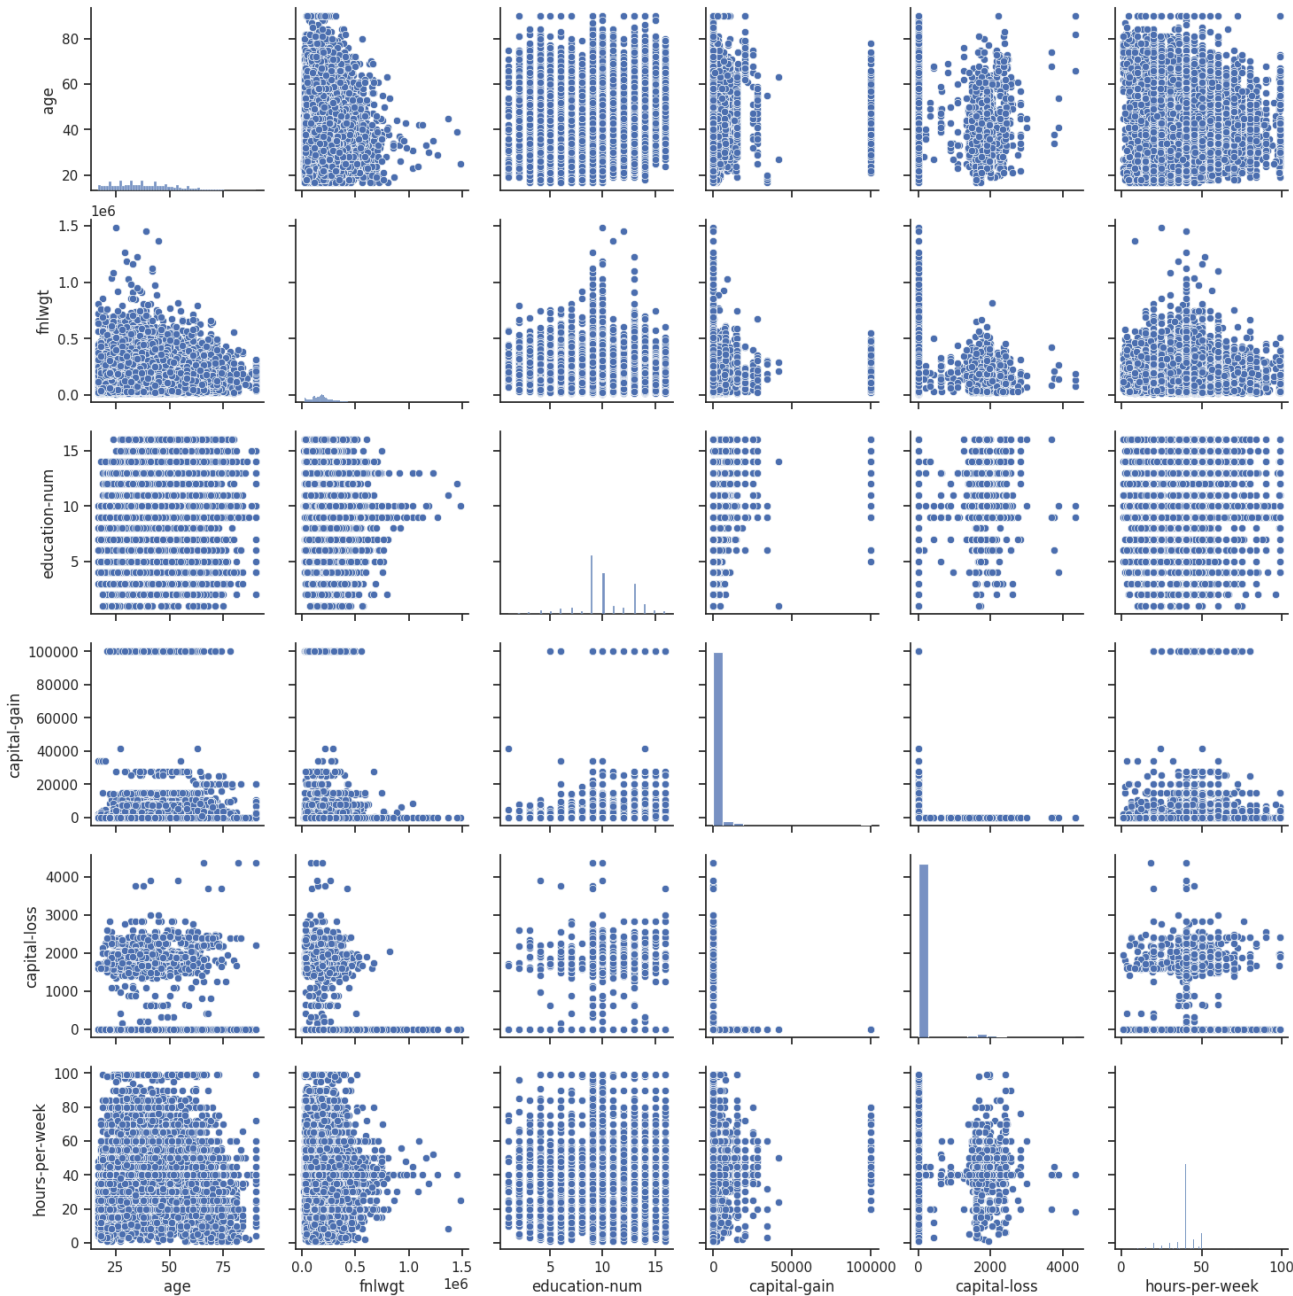 80
60
40
20
age
1e6
1.5
1.0
0.5
0.0
fnlwgt
15
10
5
education-num
100000
80000
60000
40000
20000
0
capital-gain
4000
3000
2000
1000
0
capital-loss
100
80
60
40
20
0
hours-per-week
25 50 75
0.0 0.5 1.0 1.5
5 10 15
0 50000 100000
0 2000 4000
0 50 100
1e6
age fnlwgt education-num capital-gain capital-loss hours-per-week